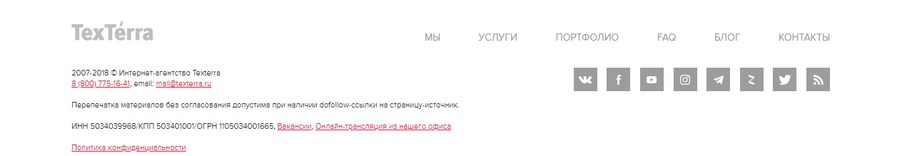 TexTérra
МЫ УСЛУГИ ПОРТФОЛИО FAQ БЛОГ КОНТАКТЫ
2007-2018 © Интернет-агентство Texterra
8 (800) 775-16-41, email: mail@texterra.ru
Перепечатка материалов без согласования допустима при наличии dofollow-ссылки на страницу-источник.
ИНН 5034039968/КПП 503401001/ОГРН 1105034001665, Вакансии, Онлайн-трансляция из нашего офиса
Политика конфиденциальности